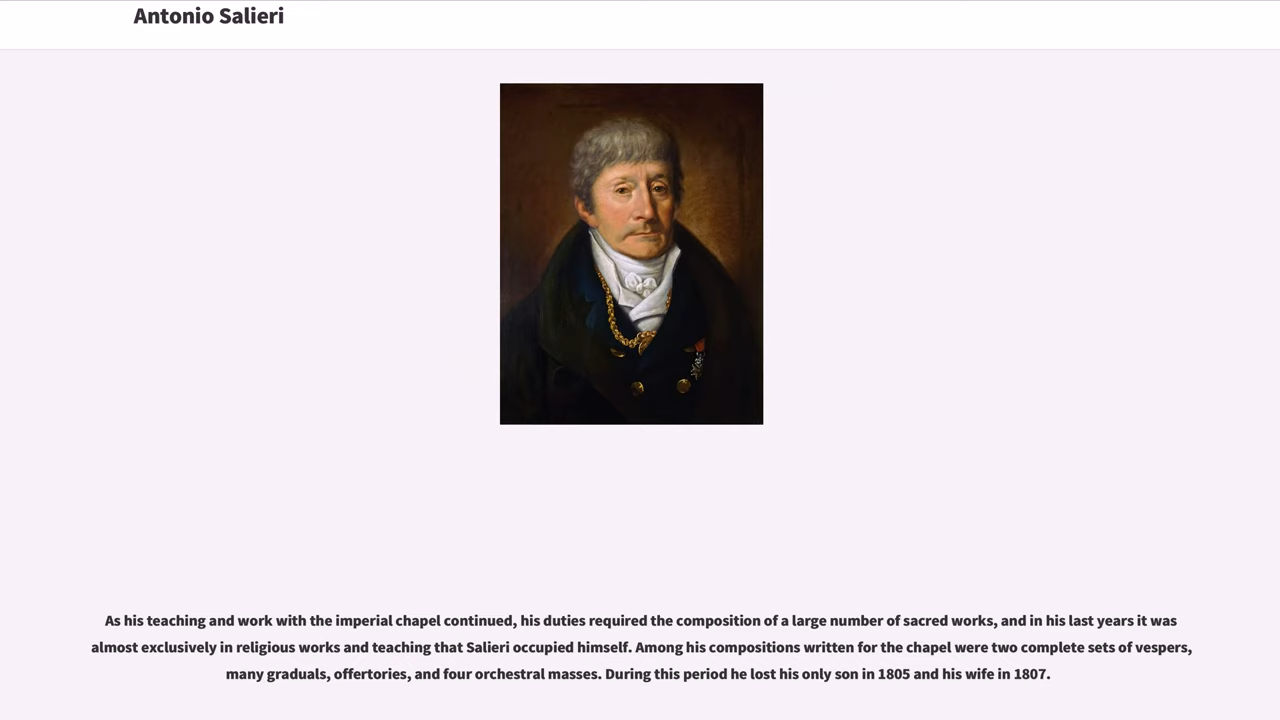 Antonio Salieri
As his teaching and work with the imperial chapel continued, his duties required the composition of a large number of sacred works, and in his last years it was
almost exclusively in religious works and teaching that Salieri occupied himself. Among his compositions written for the chapel were two complete sets of vespers,
many graduals, offertories, and four orchestral masses. During this period he lost his only son in 1805 and his wife in 1807.